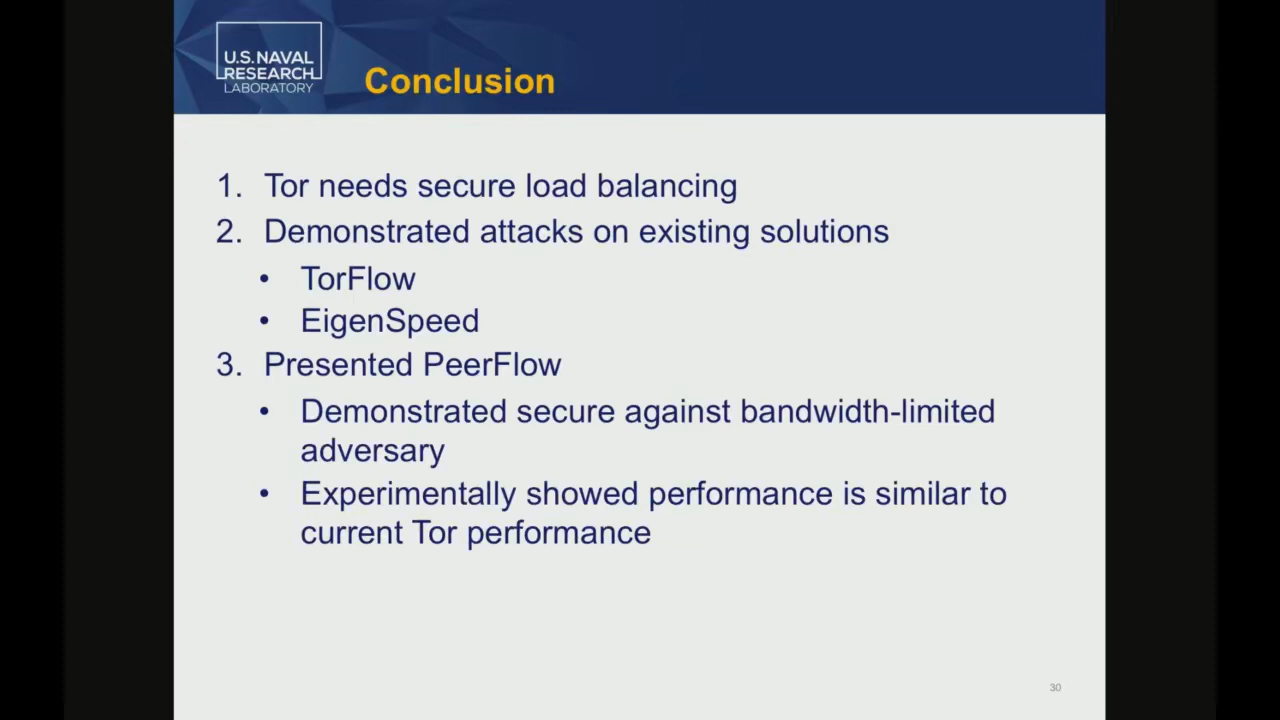 U.S. NAVAL
RESEARCH
LABORATORY
Conclusion
1. Tor needs secure load balancing
2. Demonstrated attacks on existing solutions
• TorFlow
• EigenSpeed
3. Presented PeerFlow
• Demonstrated secure against bandwidth-limited
adversary
• Experimentally showed performance is similar to
current Tor performance
30